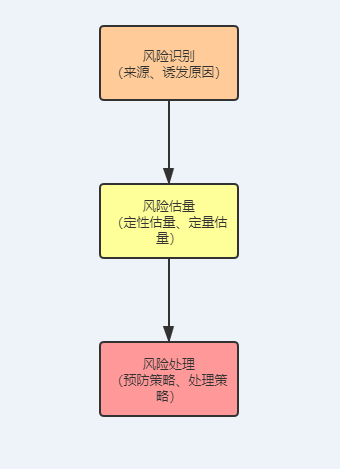 风险识别
（来源、诱发原因）
风险估量
（定性估量、定量估
量）
风险处理
（预防策略、处理策
略）